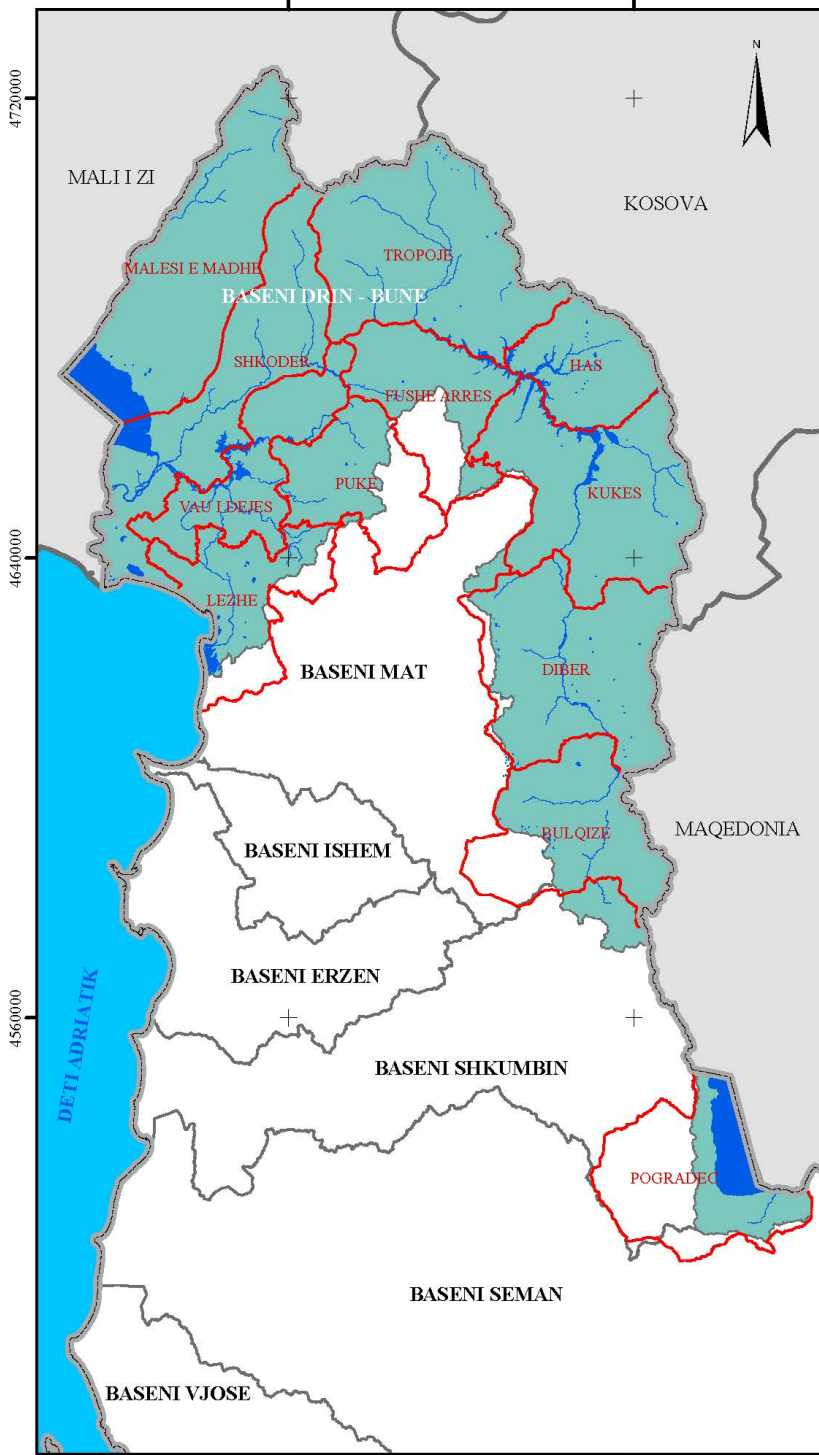 N
4720000
MALI I ZI
KOSOVA
TROPOJE
MALESI E MADHE
BASENI DRIN - BUNE
SHKODER
HAS
FUSHE ARRES
PUKE
KUKES
VAU LDEJES
4640000
LEZHE
BASENI MAT
DIBER
MAQEDONIA
BULQIZE
BASENI ISHEM
BASENI ERZEN
DETI ADRIATIK
4560000
BASENI SHKUMBIN
POGRADEC
BASENI SEMAN
BASENI VJOSE